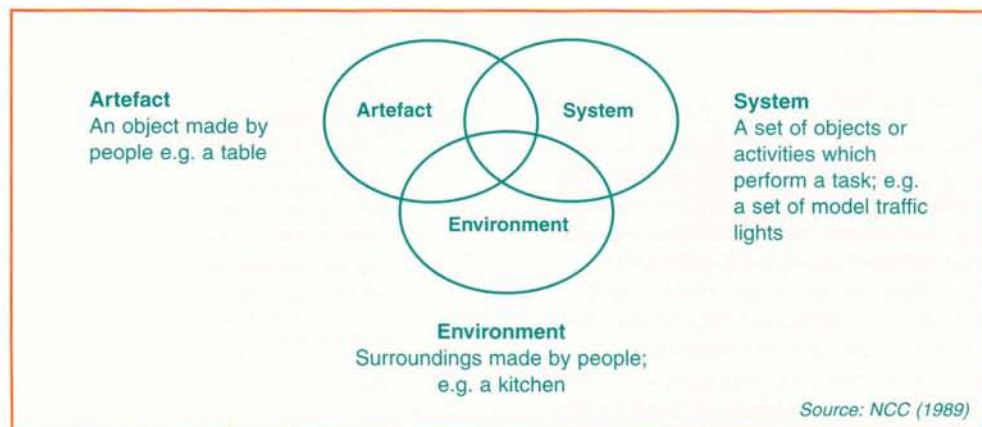 Artefact
An object made by
people e.g. a table
Artefact
System
Environment
System
A set of objects or
activities which
perform a task; e.g.
a set of model traffic
lights
Environment
Surroundings made by people;
e.g. a kitchen
Source: NCC (1989)